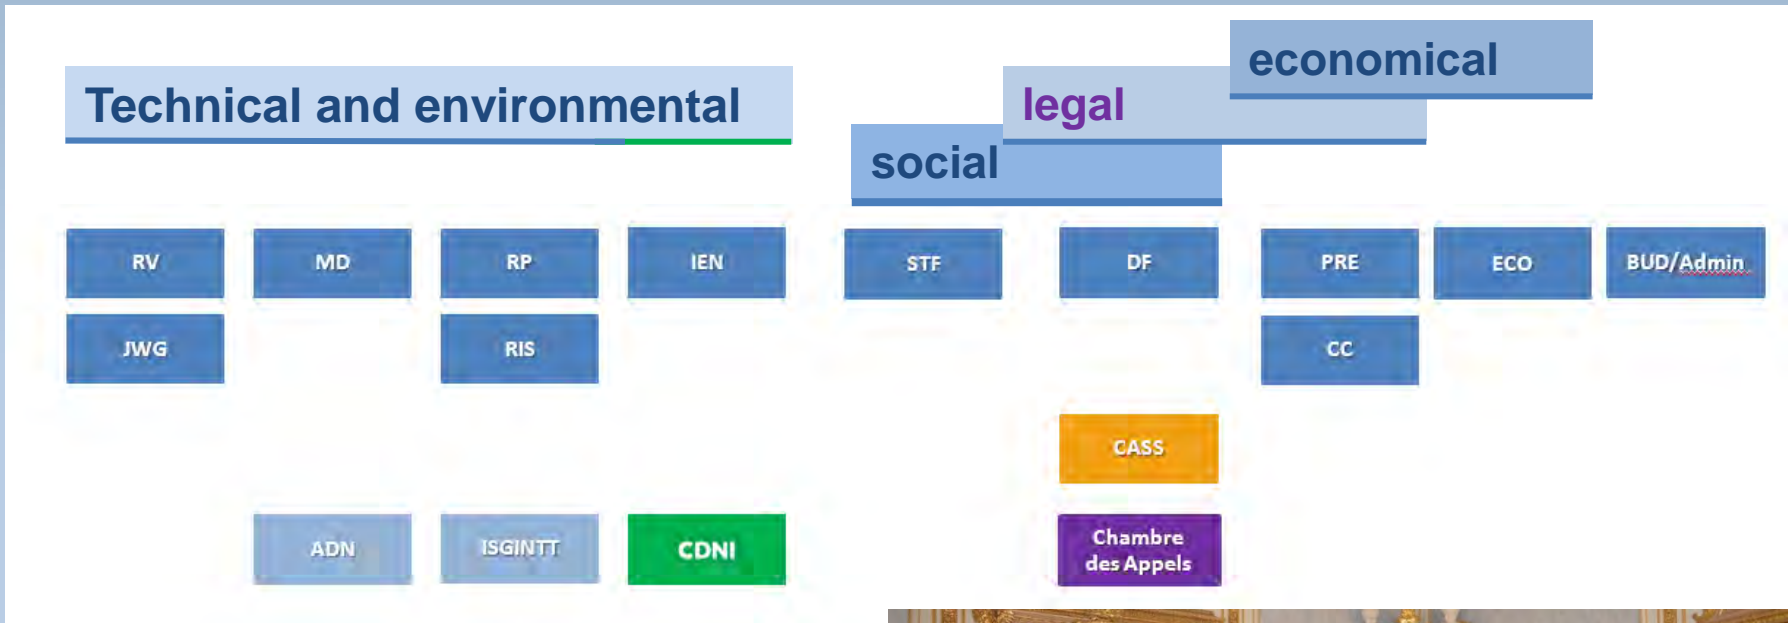 economical
Technical and environmental
legal
social
RV
MD
RP
IEN
STF
DF
PRE
ECO
BUD/Admin
JWG
RIS
CC
CASS
ADN
ISGINTT
CDNI
Chambre
des Appels